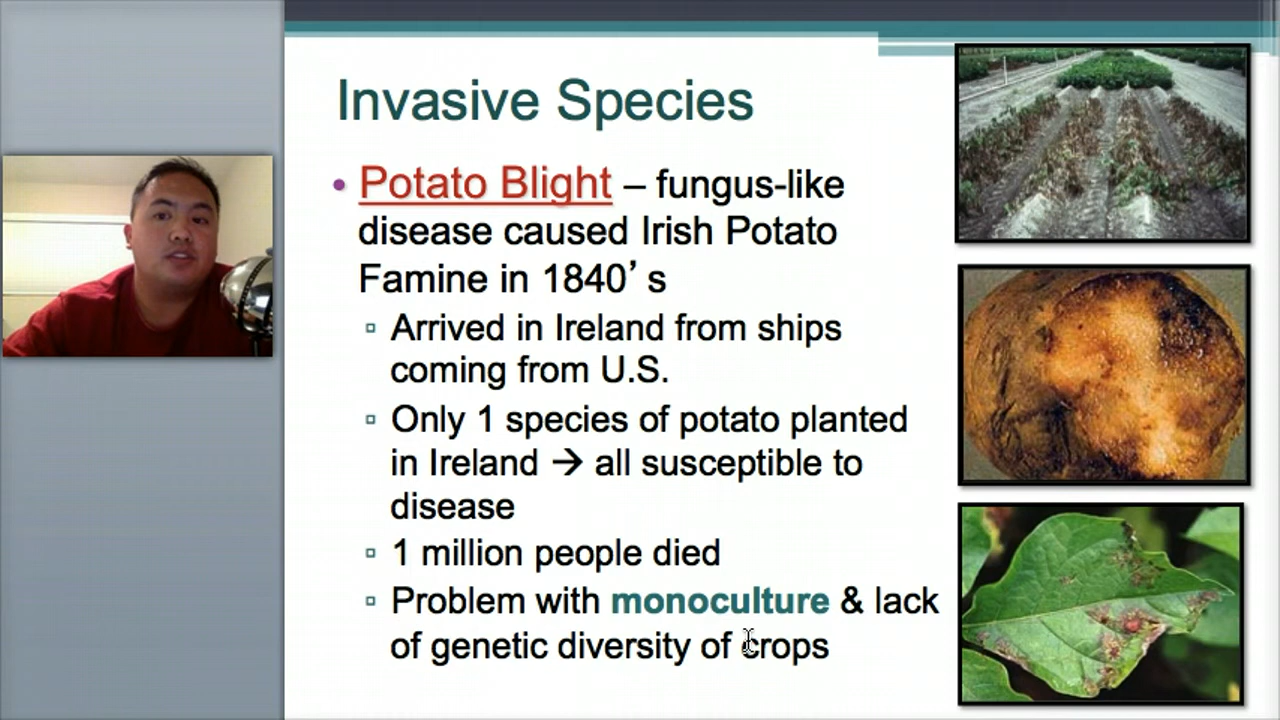 Invasive Species
• Potato Blight – fungus-like
disease caused Irish Potato
Famine in 1840’ s
▫ Arrived in Ireland from ships
coming from U.S.
▫ Only 1 species of potato planted
in Ireland → all susceptible to
disease
▫ 1 million people died
▫ Problem with monoculture & lack
of genetic diversity of crops